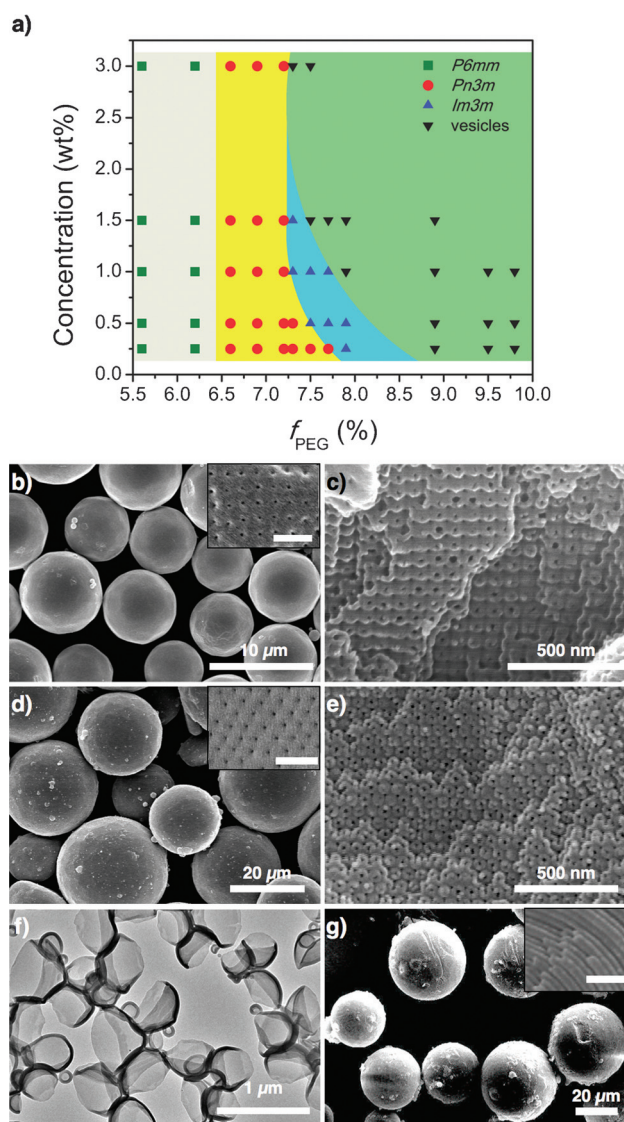 a)
3.0
2.5
2.0
1.5
1.0
0.5
0.0
Concentration (wt%)
P6mm
Pn3m
Im3m
vesicles
5.5 6.0 6.5 7.0 7.5 8.0 8.5 9.0 9.5 10.0
fPEG (%)
b)
10 µm
c)
500 nm
d)
20 µm
e)
500 nm
f)
1 µm
g)
20 µm